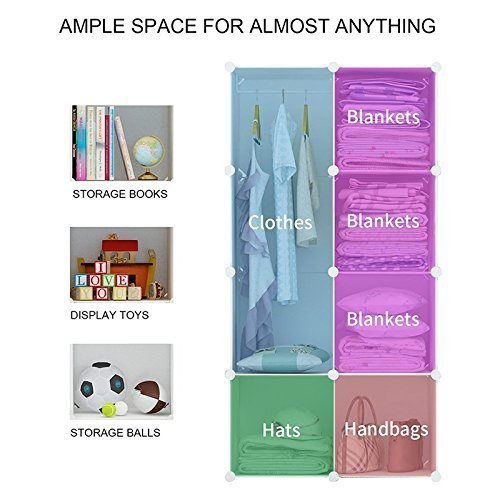 AMPLE SPACE FOR ALMOST ANYTHING
STORAGE BOOKS
I
LOVE
YOU
DISPLAY TOYS
STORAGE BALLS
Blankets
Clothes
Blankets
Blankets
Hats
Handbags